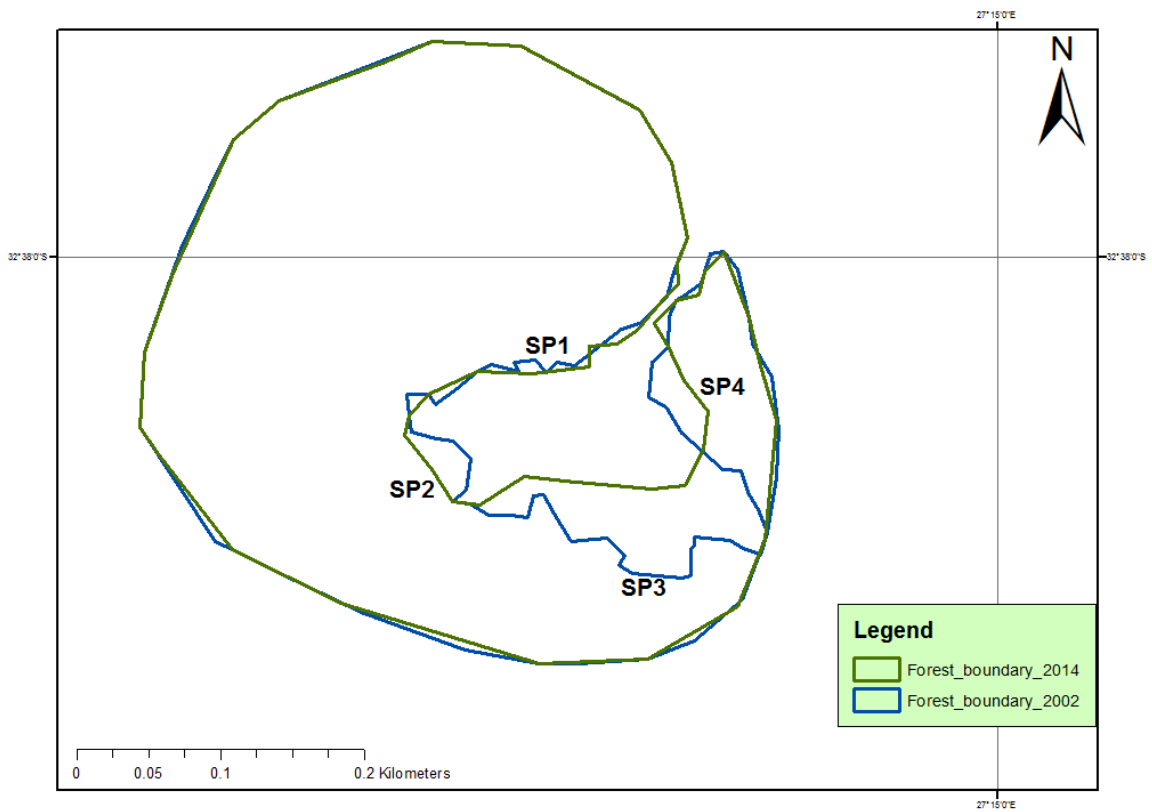 27°15'0"E
N
32°38'0"S
32°38'0"S
SP1
SP4
SP2
SP3
Legend
Forest_boundary_2014
Forest_boundary_2002
0 0.05 0.1 0.2 Kilometers
27°15'0"E